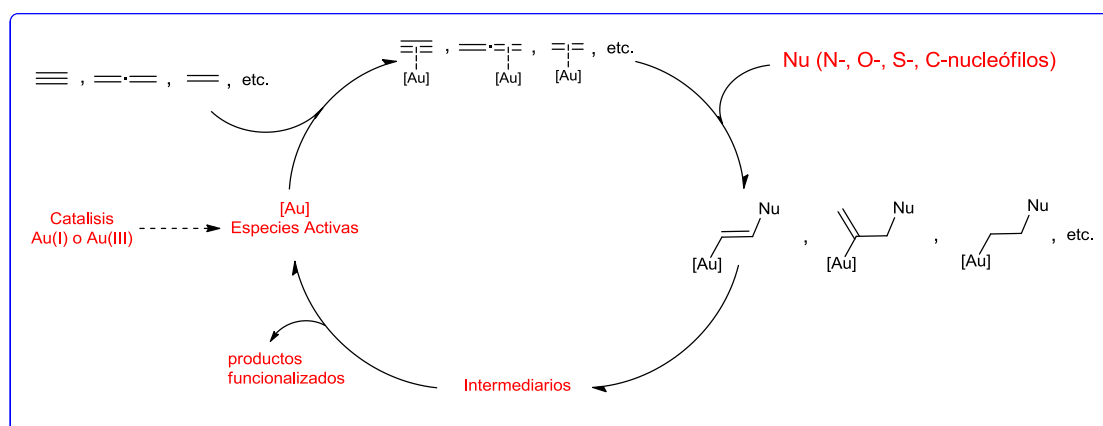 , , , etc.
[Au] , [Au] , [Au] , etc.
Nu (N-, O-, S-, C-nucleófilos)
[Au]
Especies Activas
Catalisis
Au(I) o Au(III)
Nu
[Au]
,
Nu
[Au]
,
Nu
[Au]
, etc.
productos
funcionalizados
Intermediarios